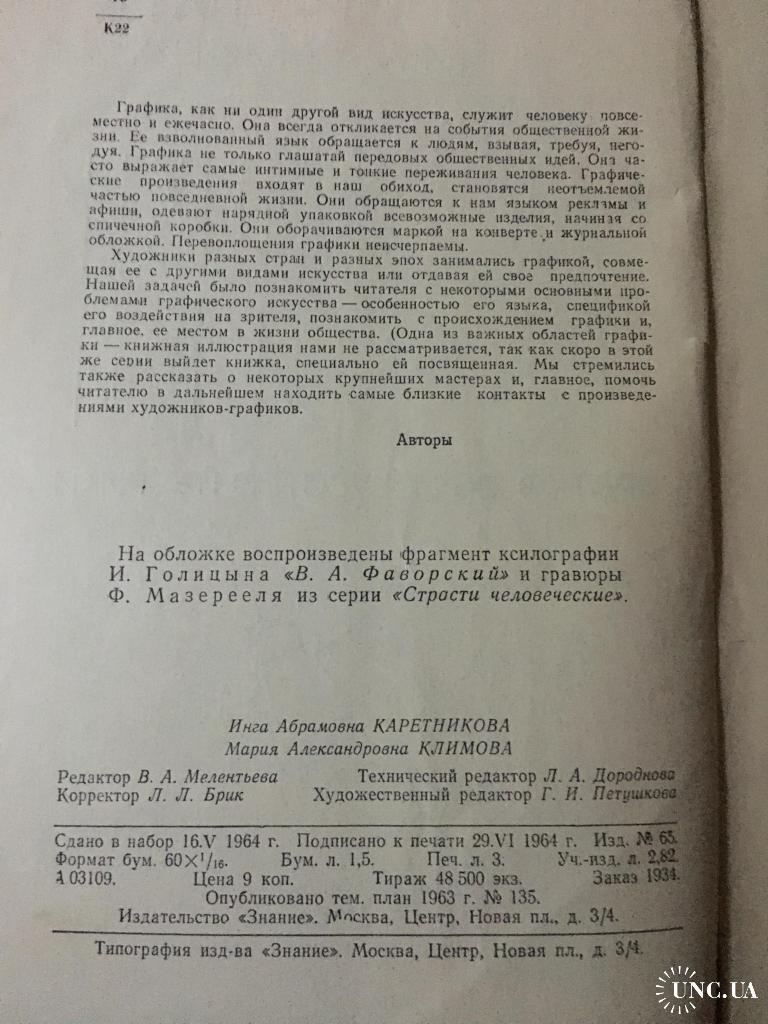 К22
Графика, как ни один другой вид искусства, служит человеку повсе-
местно и ежечасно. Она всегда откликается на события общественной жи-
зни. Ее взволнованный язык обращается к людям, взывая, требуя, него-
дуя. Графика не только глашатай передовых общественных идей. Она ча-
сто выражает самые интимные и тонкие переживания человека. Графиче-
ские произведения входят в наш обиход, становятся неотъемлемой
частью повседневной жизни. Они обращаются к нам языком рекламы и
афиши, одевают нарядной упаковкой всевозможные изделия, начиная со
спичечной коробки. Они оборачиваются маркой на конверте и журнальной
обложкой. Перевоплощения графики неисчерпаемы.
Художники разных стран и разных эпох занимались графикой, совме-
щая ее с другими видами искусства или отдавая ей свое предпочтение.
Нашей задачей было познакомить читателя с некоторыми основными про-
блемами графического искусства — особенностью его языка, спецификой
его воздействия на зрителя, познакомить с происхождением графики и,
главное, ее местом в жизни общества. (Одна из важных областей графи-
ки — книжная иллюстрация нами не рассматривается, так как скоро в этой
же серии выйдет книжка, специально ей посвященная. Мы стремились
также рассказать о некоторых крупнейших мастерах и, главное, помочь
читателю в дальнейшем находить самые близкие контакты с произведе-
ниями художников-графиков.
Авторы
На обложке воспроизведены фрагмент ксилографии
И. Голицына «В. А. Фаворский» и гравюры
Ф. Мазерееля из серии «Страсти человеческие».
Инга Абрамовна КАРЕТНИКОВА
Мария Александровна КЛИМОВА
Редактор В. А. Мелентьева Технический редактор Л. А. Дороднова
Корректор Л. Л. Брик Художественный редактор Г. И. Петушкова
Сдано в набор 16.V 1964 г. Подписано к печати 29.VI 1964 г. Изд. № 65.
Формат бум. 60×1/16. Бум. л. 1,5. Печ. л. 3. Уч.-изд. л. 2,82.
А 03109. Цена 9 коп. Тираж 48 500 экз. Заказ 1934.
Опубликовано тем. план 1963 г. № 135.
Издательство «Знание». Москва, Центр, Новая пл., д. 3/4.
Типография изд-ва «Знание». Москва, Центр, Новая пл., д. 3/4.
UNC.UA